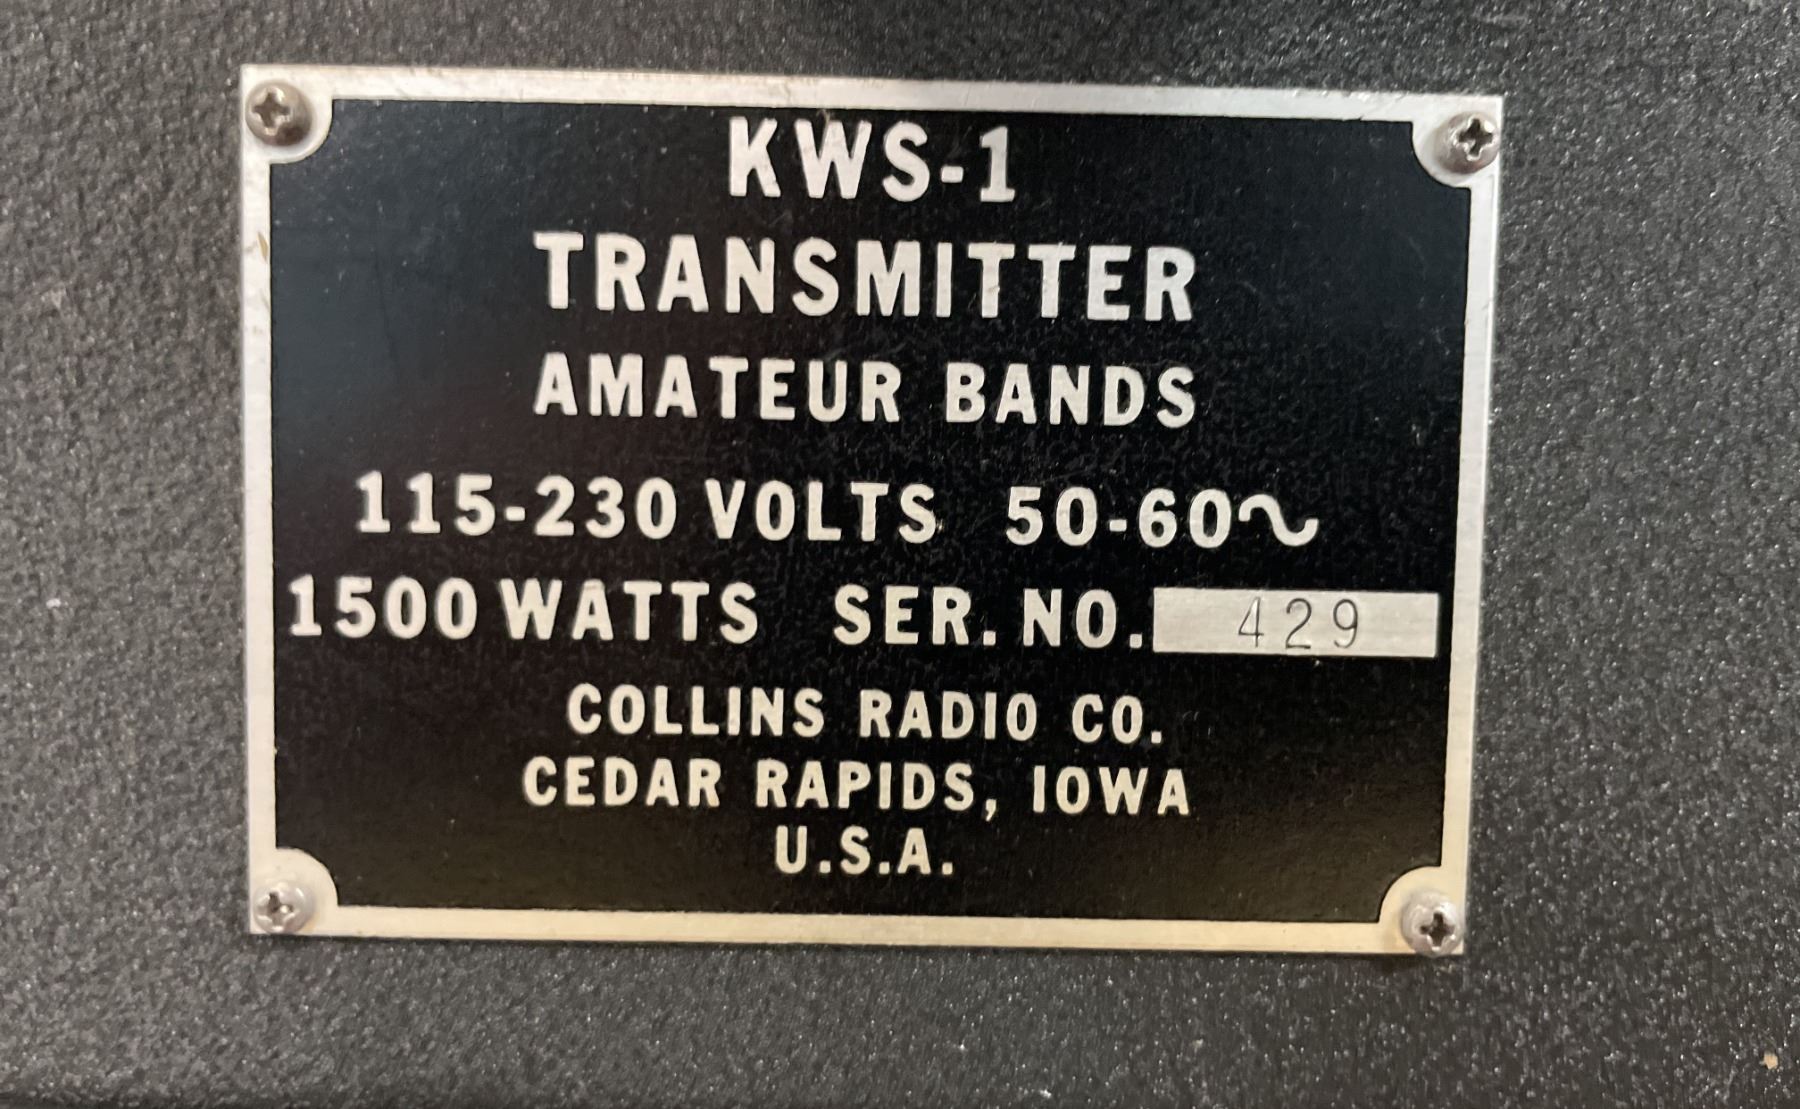 KWS-1
TRANSMITTER
AMATEUR BANDS
115-230 VOLTS 50-60~
1500 WATTS SER. NO. 429
COLLINS RADIO CO.
CEDAR RAPIDS, IOWA
U.S.A.